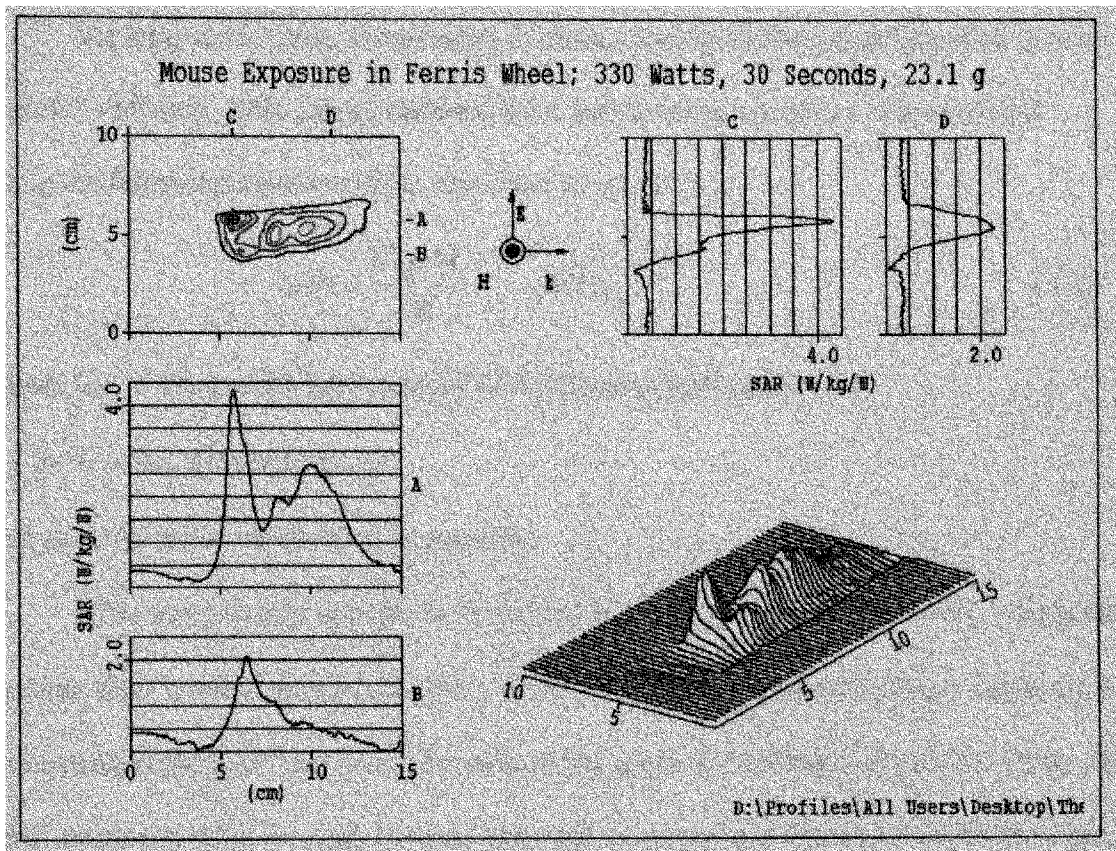 Mouse Exposure in Ferris Wheel; 330 Watts, 30 Seconds, 23.1 g
C D
10
5
0
(cm)
-A
-B
E
H k
C D
4.0 2.0
SAR (W/kg/W)
4.0
A
SAR (W/kg/W)
2.0
B
0 5 10 15
(cm)
10 5 5 10 15
D:\Profiles\All Users\Desktop\The